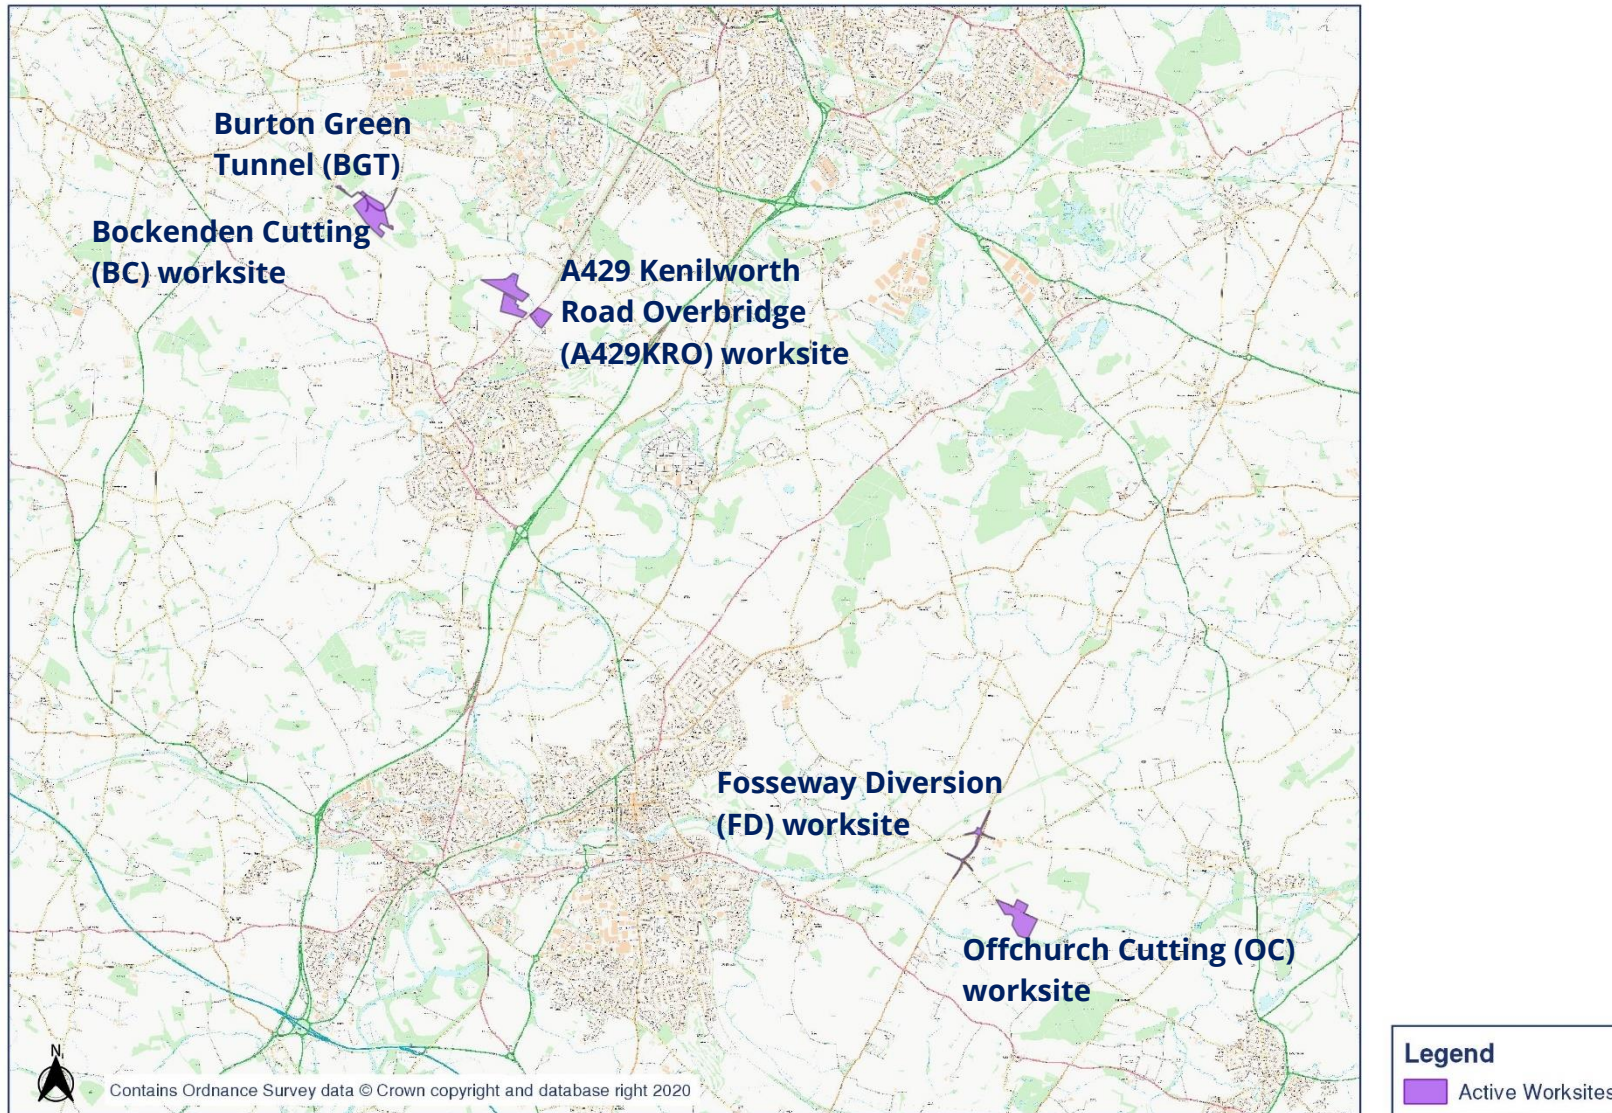 Burton Green
Tunnel (BGT)
Bockenden Cutting
(BC) worksite
A429 Kenilworth
Road Overbridge
(A429KRO) worksite
Fosseway Diversion
(FD) worksite
Offchurch Cutting (OC)
worksite
N
Contains Ordnance Survey data © Crown copyright and database right 2020
Legend
Active Worksites